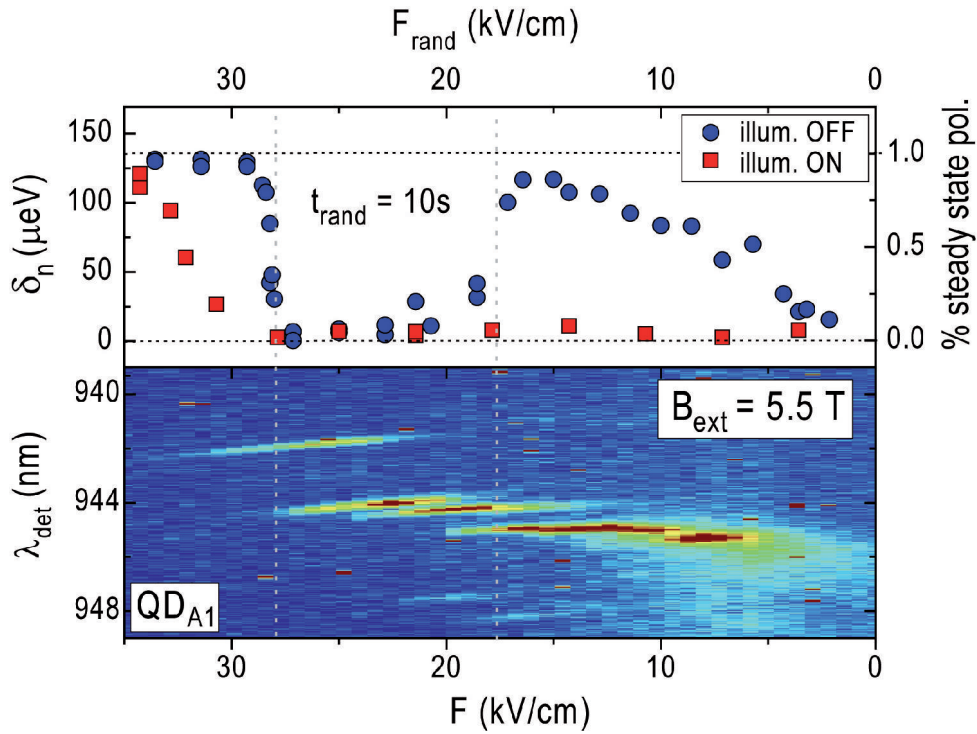 F_rand (kV/cm)
30 20 10 0
150
100
50
0
δ_n (μeV)
illum. OFF
illum. ON
t_rand = 10s
1.0
0.5
0.0
% steady state pol.
940
944
948
λ_det (nm)
B_ext = 5.5 T
QD_A1
30 20 10 0
F (kV/cm)